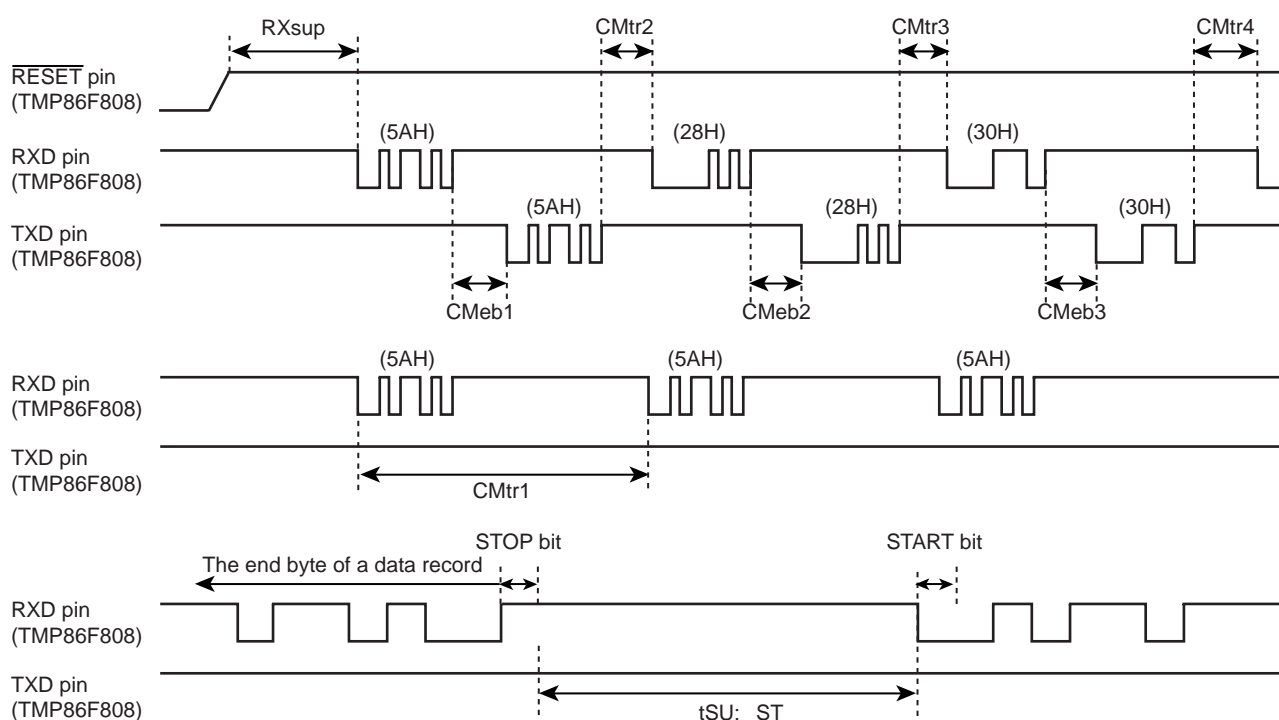 RXsup
CMtr2
CMtr3
CMtr4
RESET pin
(TMP86F808)
(5AH)
(28H)
(30H)
RXD pin
(TMP86F808)
(5AH)
(28H)
(30H)
TXD pin
(TMP86F808)
CMeb1
CMeb2
CMeb3
(5AH)
(5AH)
(5AH)
RXD pin
(TMP86F808)
TXD pin
(TMP86F808)
CMtr1
STOP bit
START bit
The end byte of a data record
RXD pin
(TMP86F808)
TXD pin
(TMP86F808)
tSU: ST